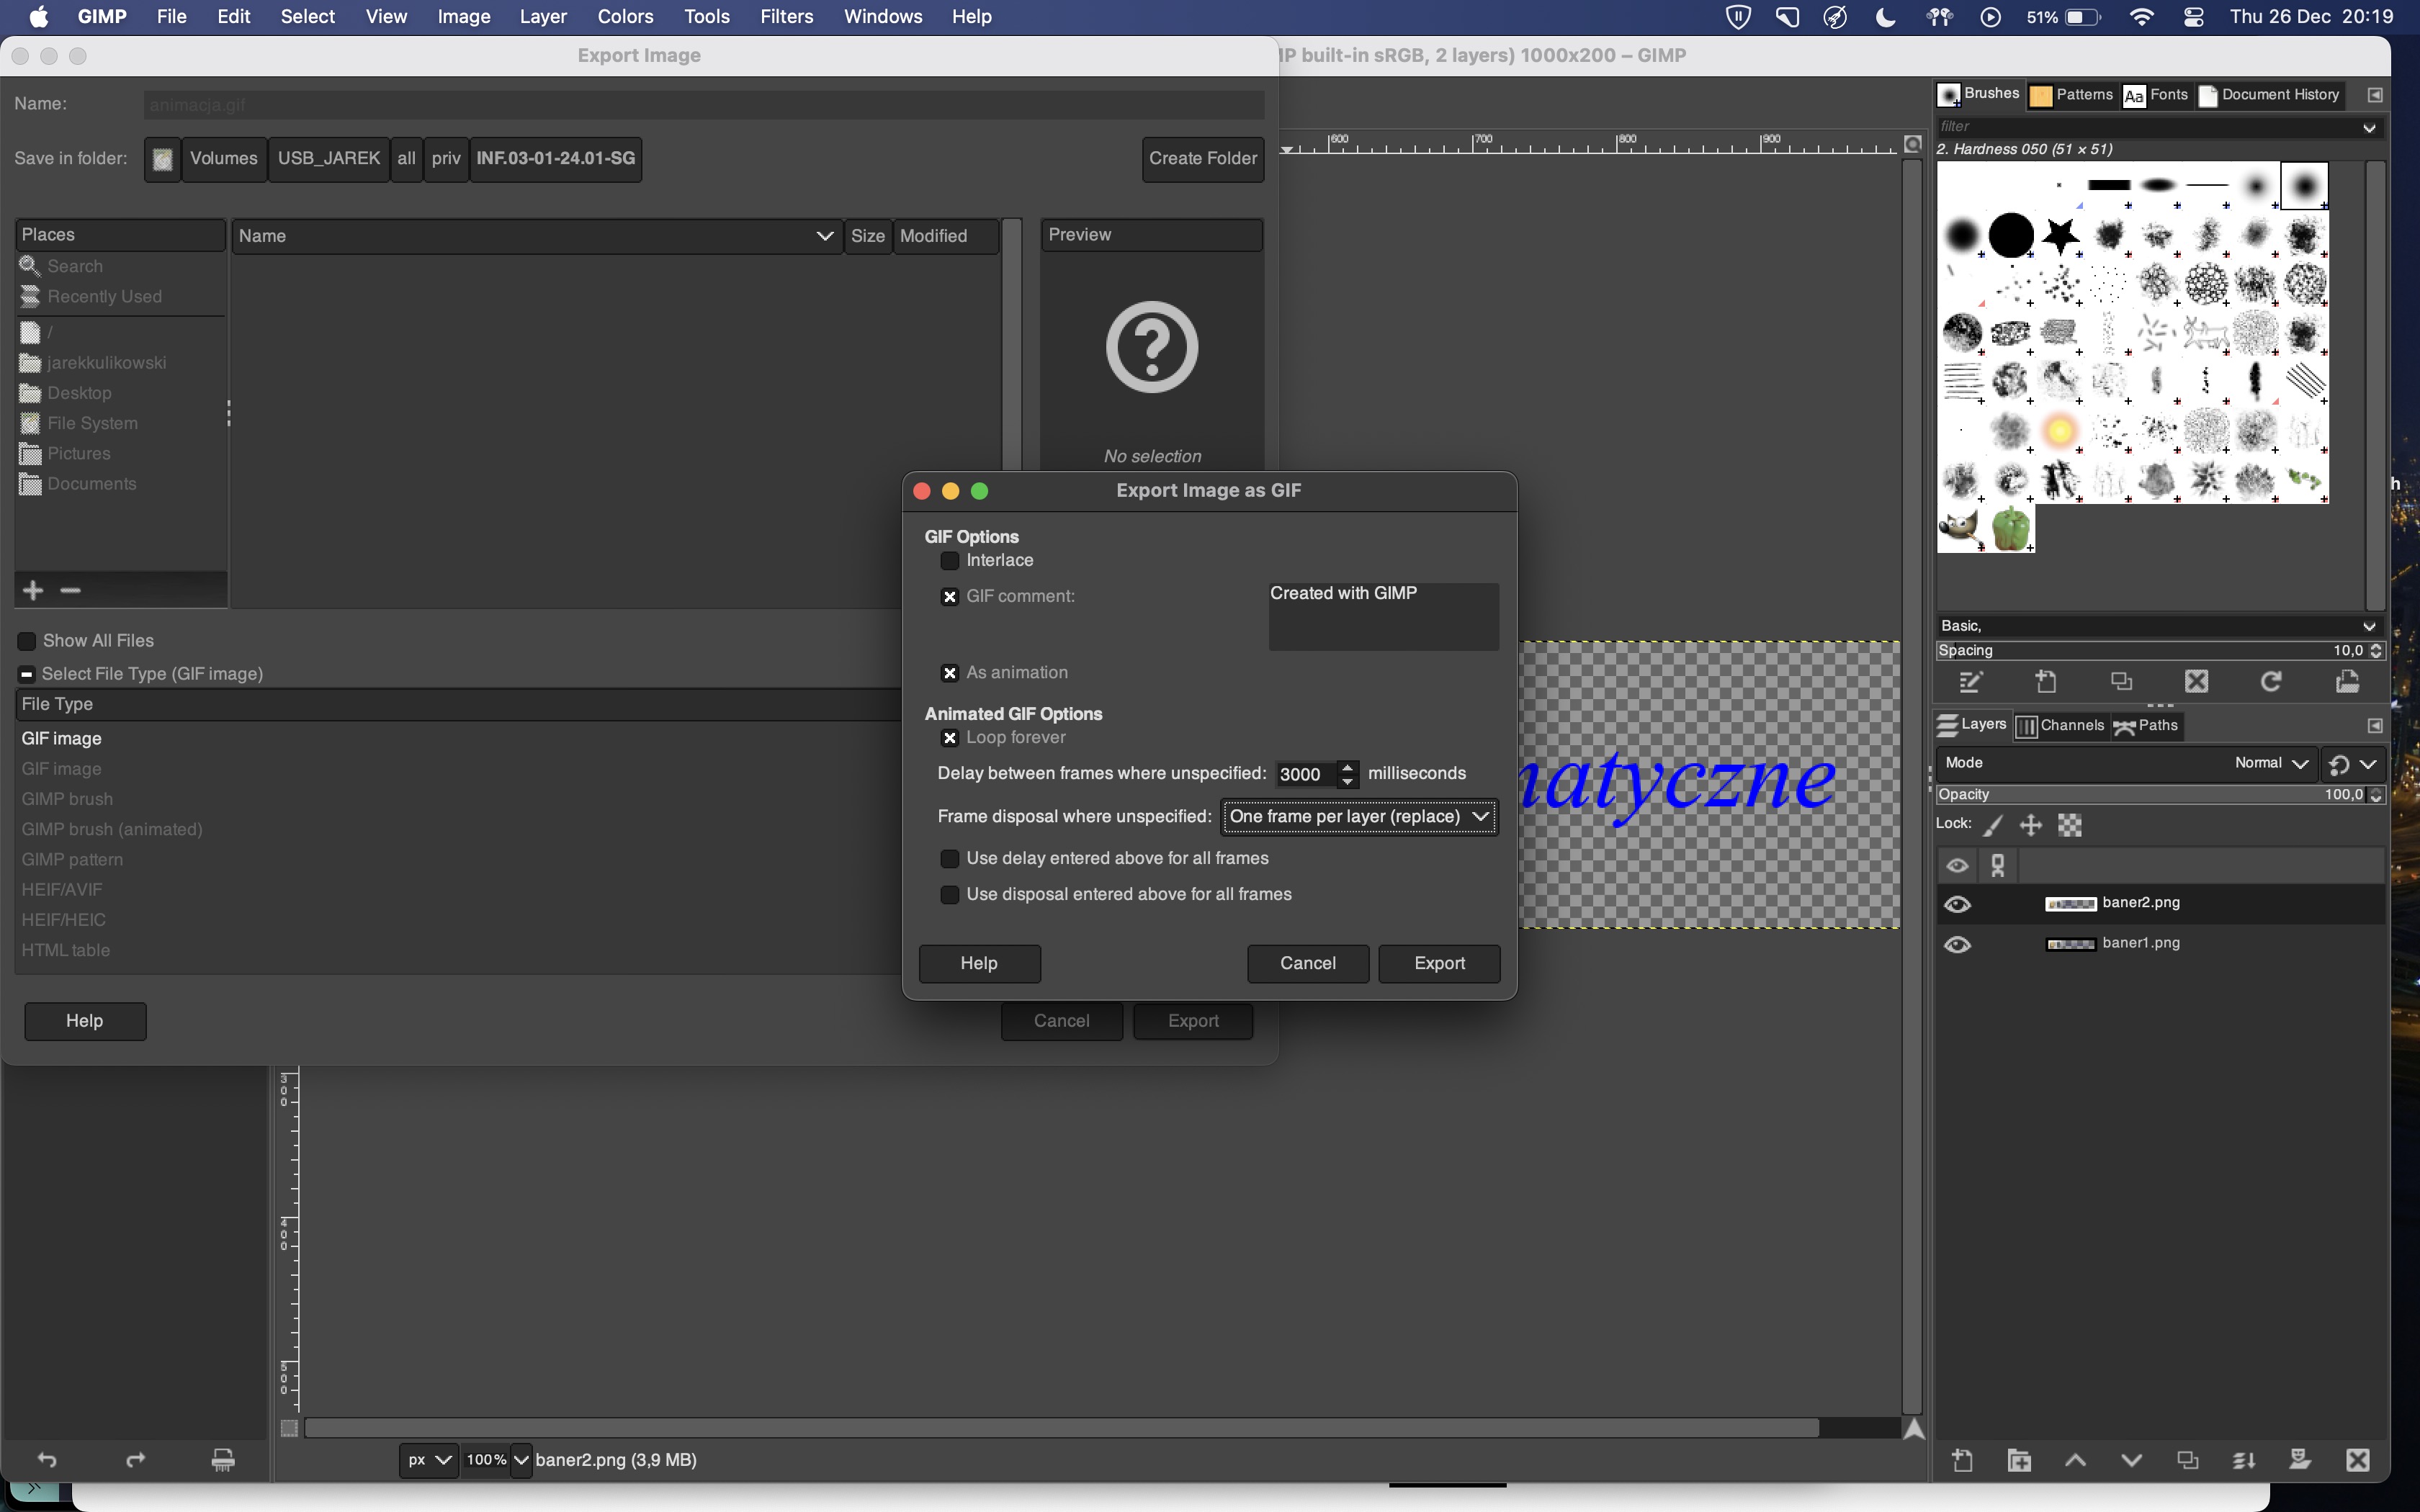 GIMP File Edit Select View Image Layer Colors Tools Filters Windows Help 51% Thu 26 Dec 20:19
Export Image
built-in sRGB, 2 layers) 1000x200 – GIMP
Name: animacja.gif
Save in folder: Volumes USB_JAREK all priv INF.03-01-24.01-SG Create Folder
Places
Search
Recently Used
/
jarekkulikowski
Desktop
File System
Pictures
Documents
Name Size Modified
Preview
No selection
Show All Files
Select File Type (GIF image)
File Type
GIF image
GIF image
GIMP brush
GIMP brush (animated)
GIMP pattern
HEIF/AVIF
HEIF/HEIC
HTML table
Help Cancel Export
Export Image as GIF
GIF Options
Interlace
GIF comment: Created with GIMP
As animation
Animated GIF Options
Loop forever
Delay between frames where unspecified: 3000 milliseconds
Frame disposal where unspecified: One frame per layer (replace)
Use delay entered above for all frames
Use disposal entered above for all frames
Help Cancel Export
600 700 800 900
matyczne
300
400
500
px 100% baner2.png (3,9 MB)
Brushes Patterns Aa Fonts Document History
filter
2. Hardness 050 (51 × 51)
Basic,
Spacing 10,0
Layers Channels Paths
Mode Normal
Opacity 100,0
Lock:
baner2.png
baner1.png
h